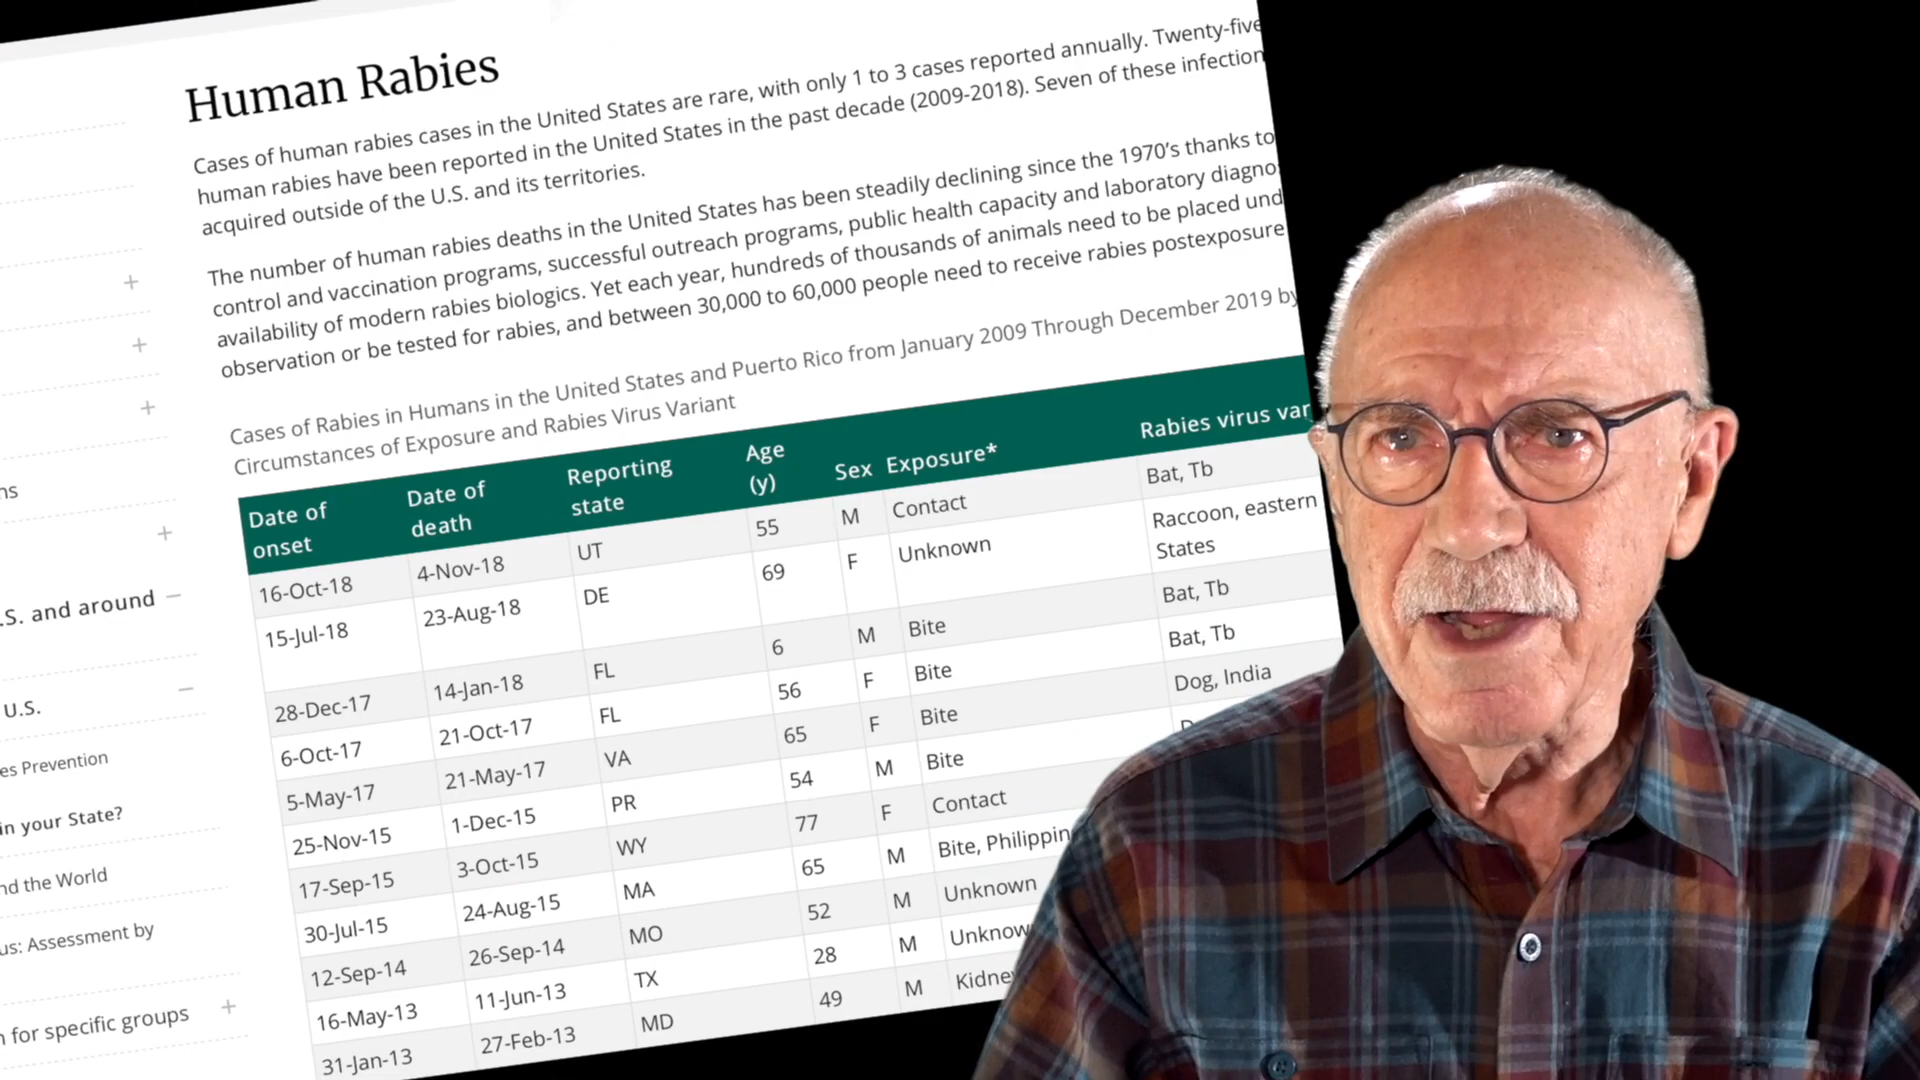 Human Rabies
Cases of human rabies cases in the United States are rare, with only 1 to 3 cases reported annually. Twenty-five
human rabies have been reported in the United States in the past decade (2009-2018). Seven of these infection
acquired outside of the U.S. and its territories.
The number of human rabies deaths in the United States has been steadily declining since the 1970's thanks to
control and vaccination programs, successful outreach programs, public health capacity and laboratory diagno
availability of modern rabies biologics. Yet each year, hundreds of thousands of animals need to be placed und
observation or be tested for rabies, and between 30,000 to 60,000 people need to receive rabies postexposure
Cases of Rabies in Humans in the United States and Puerto Rico from January 2009 Through December 2019 by
Circumstances of Exposure and Rabies Virus Variant
Date of onset Date of death Reporting state Age (y) Sex Exposure* Rabies virus var
16-Oct-18 4-Nov-18 UT 55 M Contact Bat, Tb
15-Jul-18 23-Aug-18 DE 69 F Unknown Raccoon, eastern States
28-Dec-17 14-Jan-18 FL 6 M Bite Bat, Tb
6-Oct-17 21-Oct-17 FL 56 F Bite Bat, Tb
5-May-17 21-May-17 VA 65 F Bite Dog, India
25-Nov-15 1-Dec-15 PR 54 M Bite
17-Sep-15 3-Oct-15 WY 77 F Contact
30-Jul-15 24-Aug-15 MA 65 M Bite, Philippin
12-Sep-14 26-Sep-14 MO 52 M Unknown
16-May-13 11-Jun-13 TX 28 M Unknow
31-Jan-13 27-Feb-13 MD 49 M Kidne
ns
.S. and around
U.S.
es Prevention
in your State?
nd the World
us: Assessment by
n for specific groups